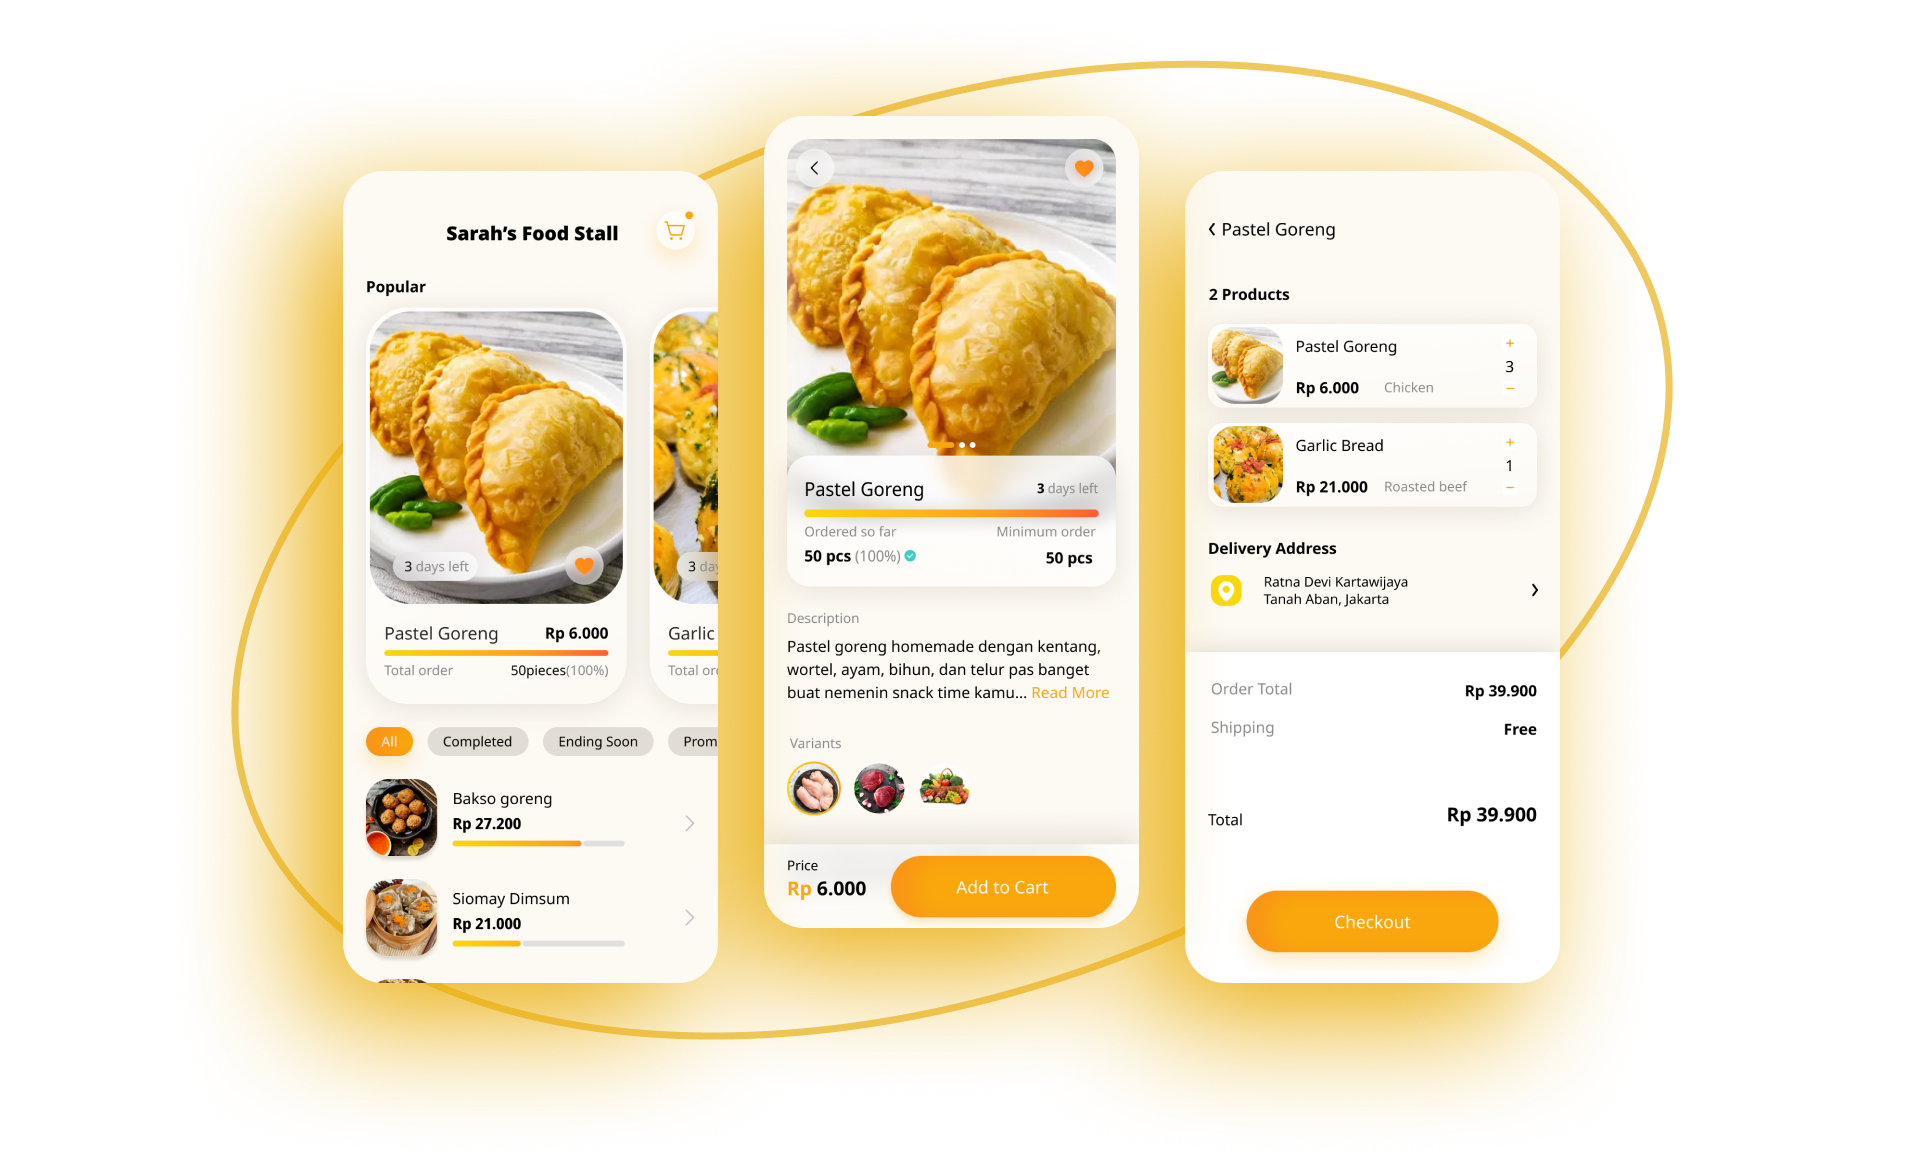 Sarah’s Food Stall
Popular
3 days left
3 day
Pastel Goreng Rp 6.000
Total order 50pieces(100%)
Garlic
Total or
All Completed Ending Soon Prom
Bakso goreng
Rp 27.200
Siomay Dimsum
Rp 21.000
Pastel Goreng 3 days left
Ordered so far Minimum order
50 pcs (100%) 50 pcs
Description
Pastel goreng homemade dengan kentang,
wortel, ayam, bihun, dan telur pas banget
buat nemenin snack time kamu... Read More
Variants
Price
Rp 6.000
Add to Cart
Pastel Goreng
2 Products
Pastel Goreng
Rp 6.000 Chicken
+
3
−
Garlic Bread
Rp 21.000 Roasted beef
+
1
−
Delivery Address
Ratna Devi Kartawijaya
Tanah Aban, Jakarta
Order Total Rp 39.900
Shipping Free
Total Rp 39.900
Checkout